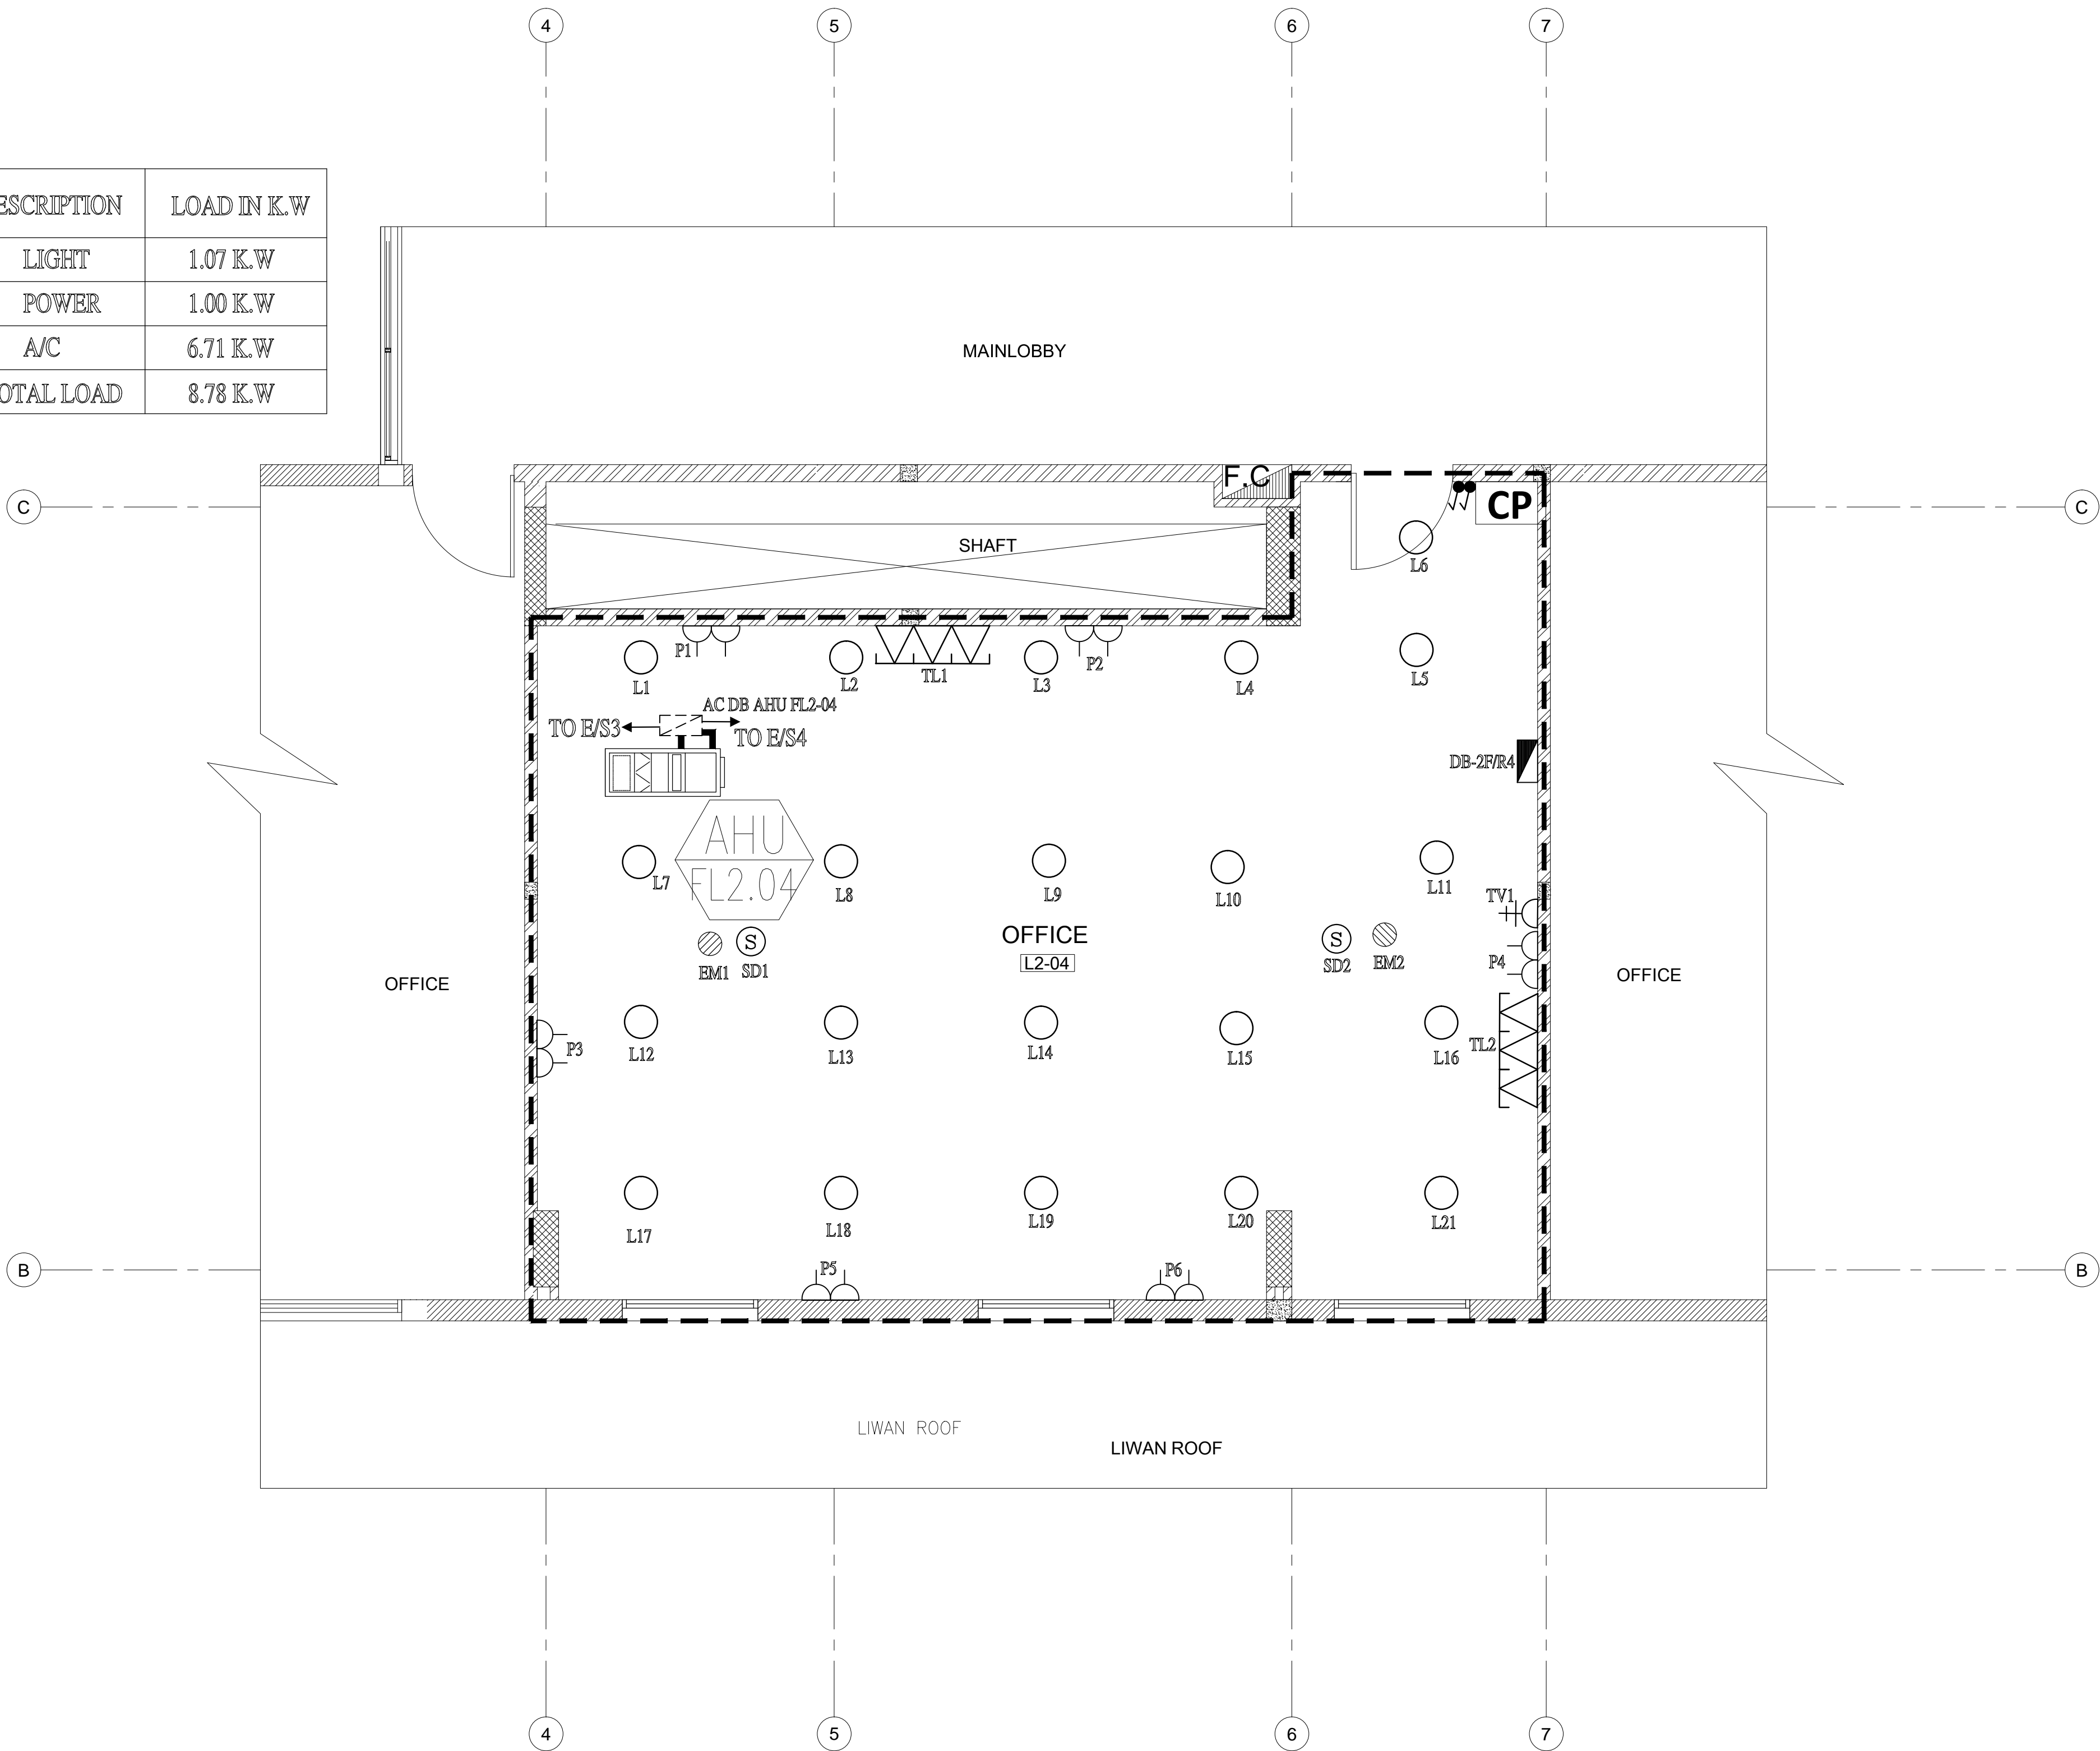 4 5 6 7
ESCRIPTION LOAD IN K.W
LIGHT 1.07 K.W
POWER 1.00 K.W
A/C 6.71 K.W
OTAL LOAD 8.78 K.W
MAINLOBBY
F.C
CP
C C
SHAFT
L6
P1 P2
L1 L2 TL1 L3 L4 L5
AC DB AHU FL2-04
TO E/S3 TO E/S4
DB-2F/R4
AHU
FL2.04
L7 L8 L9 L10 L11
TV1
OFFICE
L2-04
S S
EM1 SD1 SD2 EM2 P4
OFFICE OFFICE
P3
L12 L13 L14 L15 L16 TL2
L17 L18 L19 L20 L21
P5 P6
B B
LIWAN ROOF
LIWAN ROOF
4 5 6 7